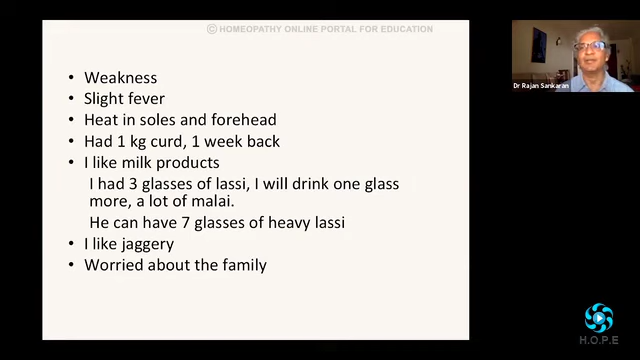 © HOMEOPATHY ONLINE PORTAL FOR EDUCATION
• Weakness
• Slight fever
• Heat in soles and forehead
• Had 1 kg curd, 1 week back
• I like milk products
I had 3 glasses of lassi, I will drink one glass
more, a lot of malai.
He can have 7 glasses of heavy lassi
• I like jaggery
• Worried about the family
Dr Rajan Sankaran
H.O.P.E